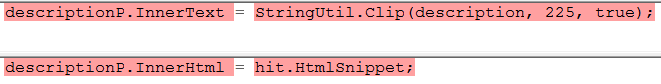 descriptionP.InnerText = StringUtil.Clip(description, 225, true);
descriptionP.InnerHtml = hit.HtmlSnippet;